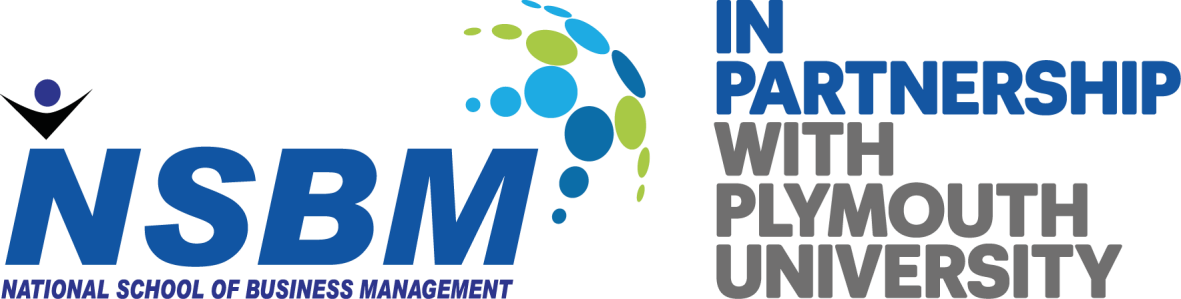 NSBM
NATIONAL SCHOOL OF BUSINESS MANAGEMENT
IN
PARTNERSHIP
WITH
PLYMOUTH
UNIVERSITY